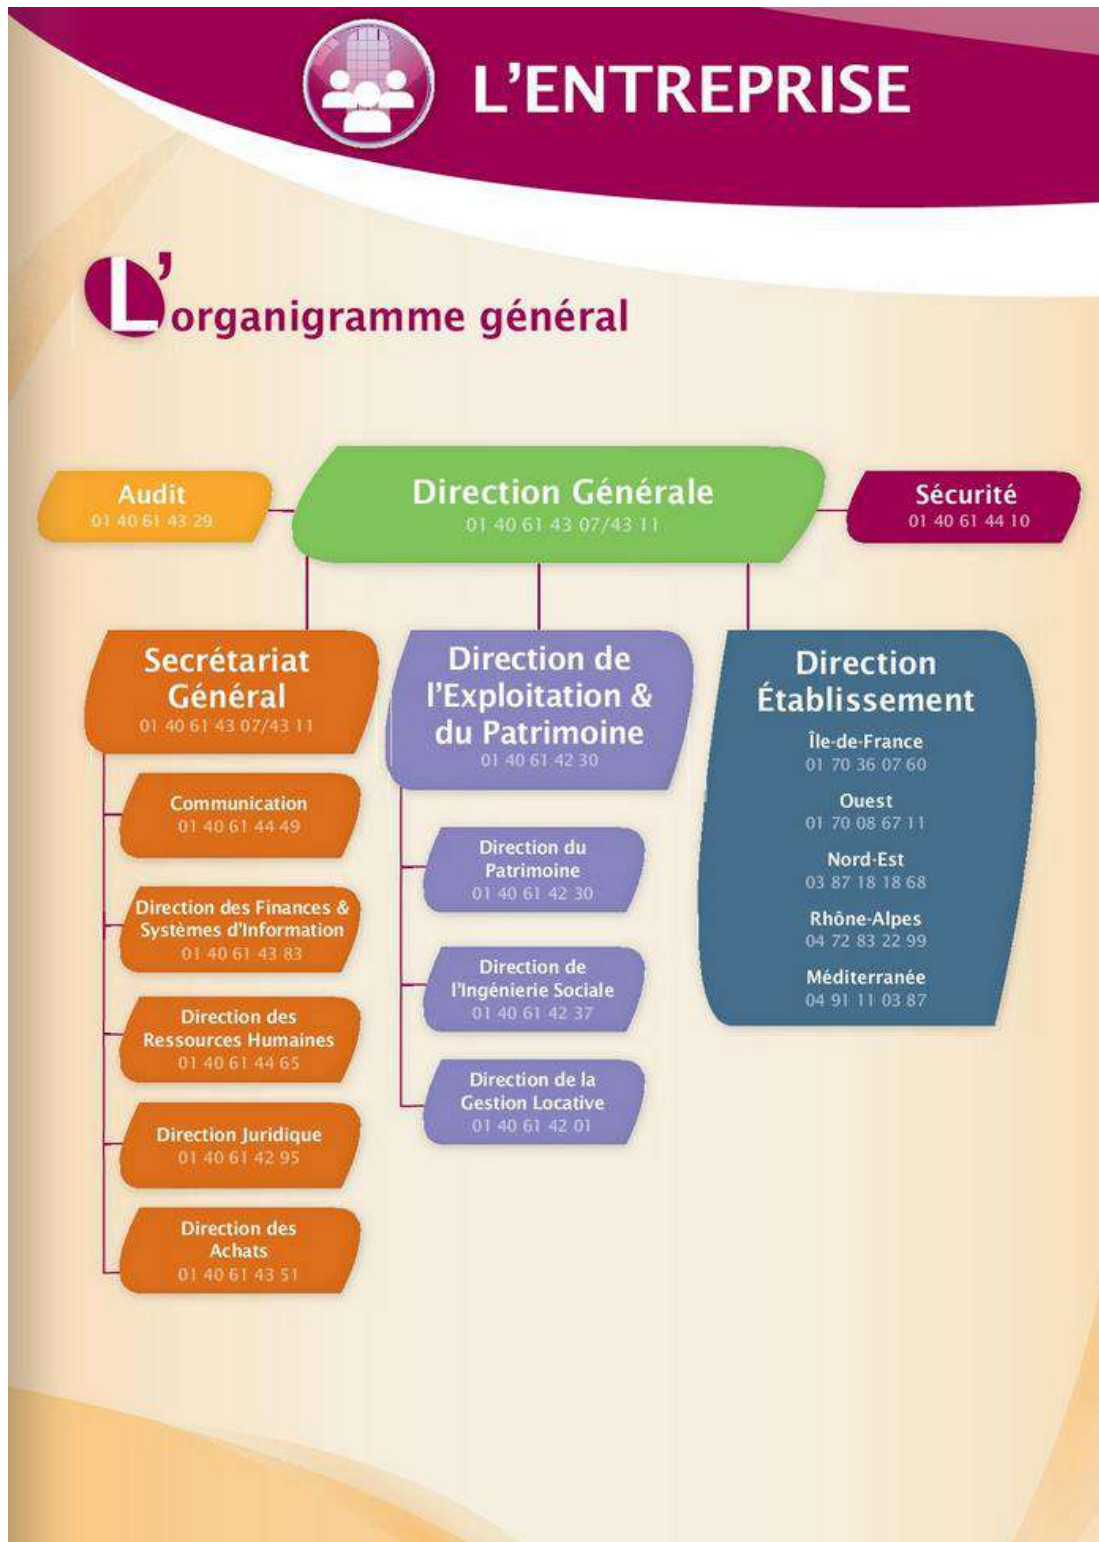 L'ENTREPRISE
L'organigramme général
Audit
01 40 61 43 29
Direction Générale
01 40 61 43 07/43 11
Sécurité
01 40 61 44 10
Secrétariat
Général
01 40 61 43 07/43 11
Communication
01 40 61 44 49
Direction des Finances &
Systèmes d'Information
01 40 61 43 83
Direction des
Ressources Humaines
01 40 61 44 65
Direction Juridique
01 40 61 42 95
Direction des
Achats
01 40 61 43 51
Direction de
l'Exploitation &
du Patrimoine
01 40 61 42 30
Direction du
Patrimoine
01 40 61 42 30
Direction de
l'Ingénierie Sociale
01 40 61 42 37
Direction de la
Gestion Locative
01 40 61 42 01
Direction
Établissement
Île-de-France
01 70 36 07 60
Ouest
01 70 08 67 11
Nord-Est
03 87 18 18 68
Rhône-Alpes
04 72 83 22 99
Méditerranée
04 91 11 03 87